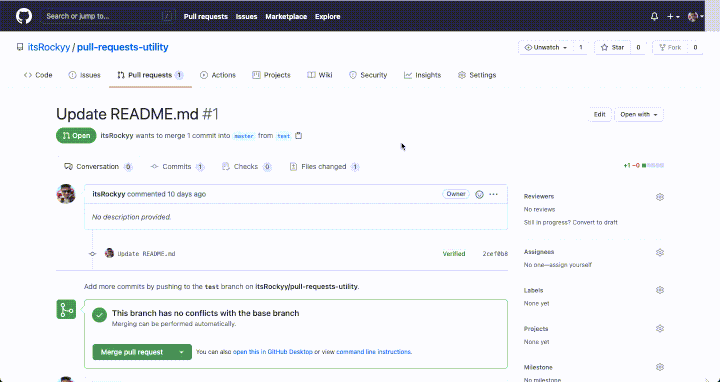 Search or jump to... /
Pull requests Issues Marketplace Explore
itsRockyy / pull-requests-utility
Unwatch 1 Star 0 Fork 0
Code Issues Pull requests 1 Actions Projects Wiki Security Insights Settings
Update README.md #1
Edit Open with
Open itsRockyy wants to merge 1 commit into master from test
Conversation 0 Commits 1 Checks 0 Files changed 1
+1 −0
itsRockyy commented 10 days ago
Owner
No description provided.
Update README.md
Verified 2cef0b8
Add more commits by pushing to the test branch on itsRockyy/pull-requests-utility.
This branch has no conflicts with the base branch
Merging can be performed automatically.
Merge pull request
You can also open this in GitHub Desktop or view command line instructions.
Reviewers
No reviews
Still in progress? Convert to draft
Assignees
No one—assign yourself
Labels
None yet
Projects
None yet
Milestone
No milestone